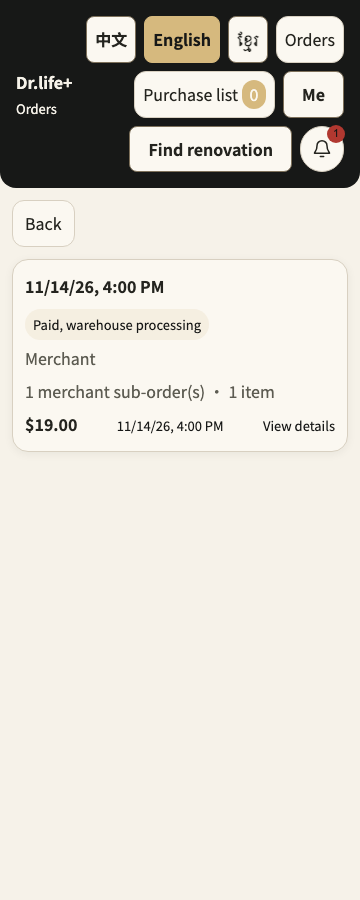 中文
English
ខ្មែរ
Orders
Dr.life+
Orders
Purchase list 0
Me
Find renovation
1
Back
11/14/26, 4:00 PM
Paid, warehouse processing
Merchant
1 merchant sub-order(s) • 1 item
$19.00 11/14/26, 4:00 PM View details